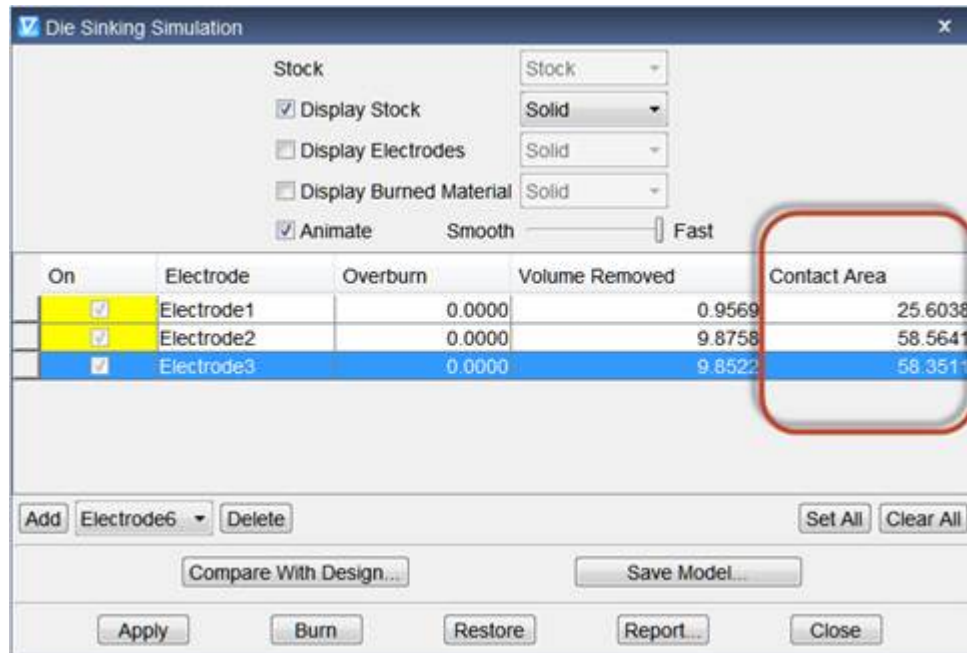 Die Sinking Simulation
Stock Stock
Display Stock Solid
Display Electrodes Solid
Display Burned Material Solid
Animate Smooth Fast
On Electrode Overburn Volume Removed Contact Area
Electrode1 0.0000 0.9569 25.6038
Electrode2 0.0000 9.8758 58.5641
Electrode3 0.0000 9.8522 58.3511
Add Electrode6 Delete Set All Clear All
Compare With Design... Save Model...
Apply Burn Restore Report... Close